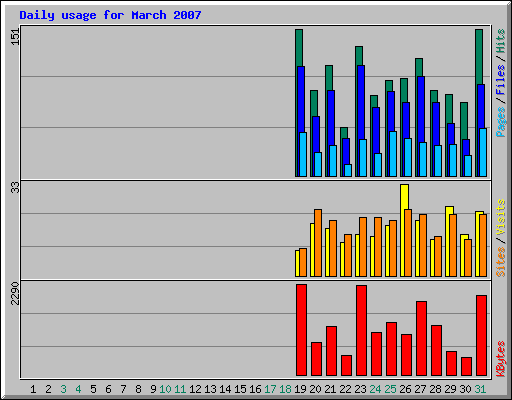 Daily usage for March 2007
151
Pages / Files / Hits
33
Sites / Visits
2290
KBytes
1 2 3 4 5 6 7 8 9 10 11 12 13 14 15 16 17 18 19 20 21 22 23 24 25 26 27 28 29 30 31